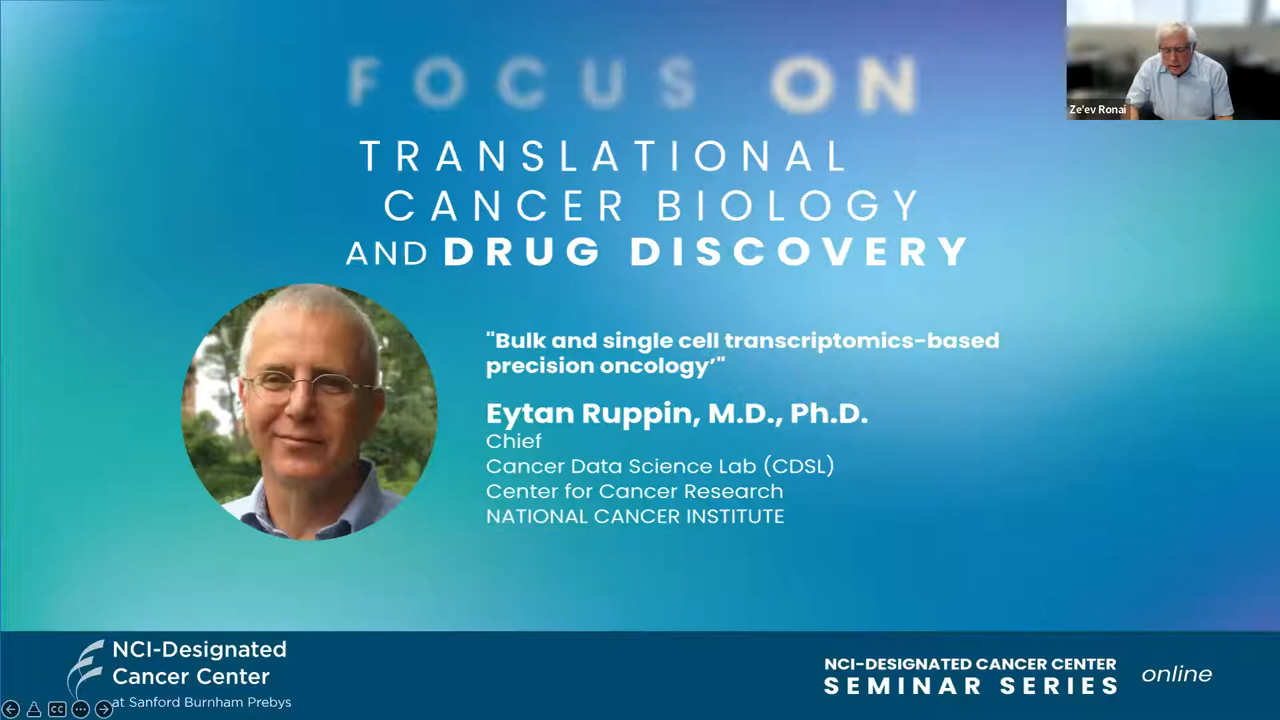 FOCUS ON
TRANSLATIONAL
CANCER BIOLOGY
AND DRUG DISCOVERY
"Bulk and single cell transcriptomics-based
precision oncology’"
Eytan Ruppin, M.D., Ph.D.
Chief
Cancer Data Science Lab (CDSL)
Center for Cancer Research
NATIONAL CANCER INSTITUTE
Ze'ev Ronai
NCI-Designated
Cancer Center
at Sanford Burnham Prebys
NCI-DESIGNATED CANCER CENTER
SEMINAR SERIES
online
CC